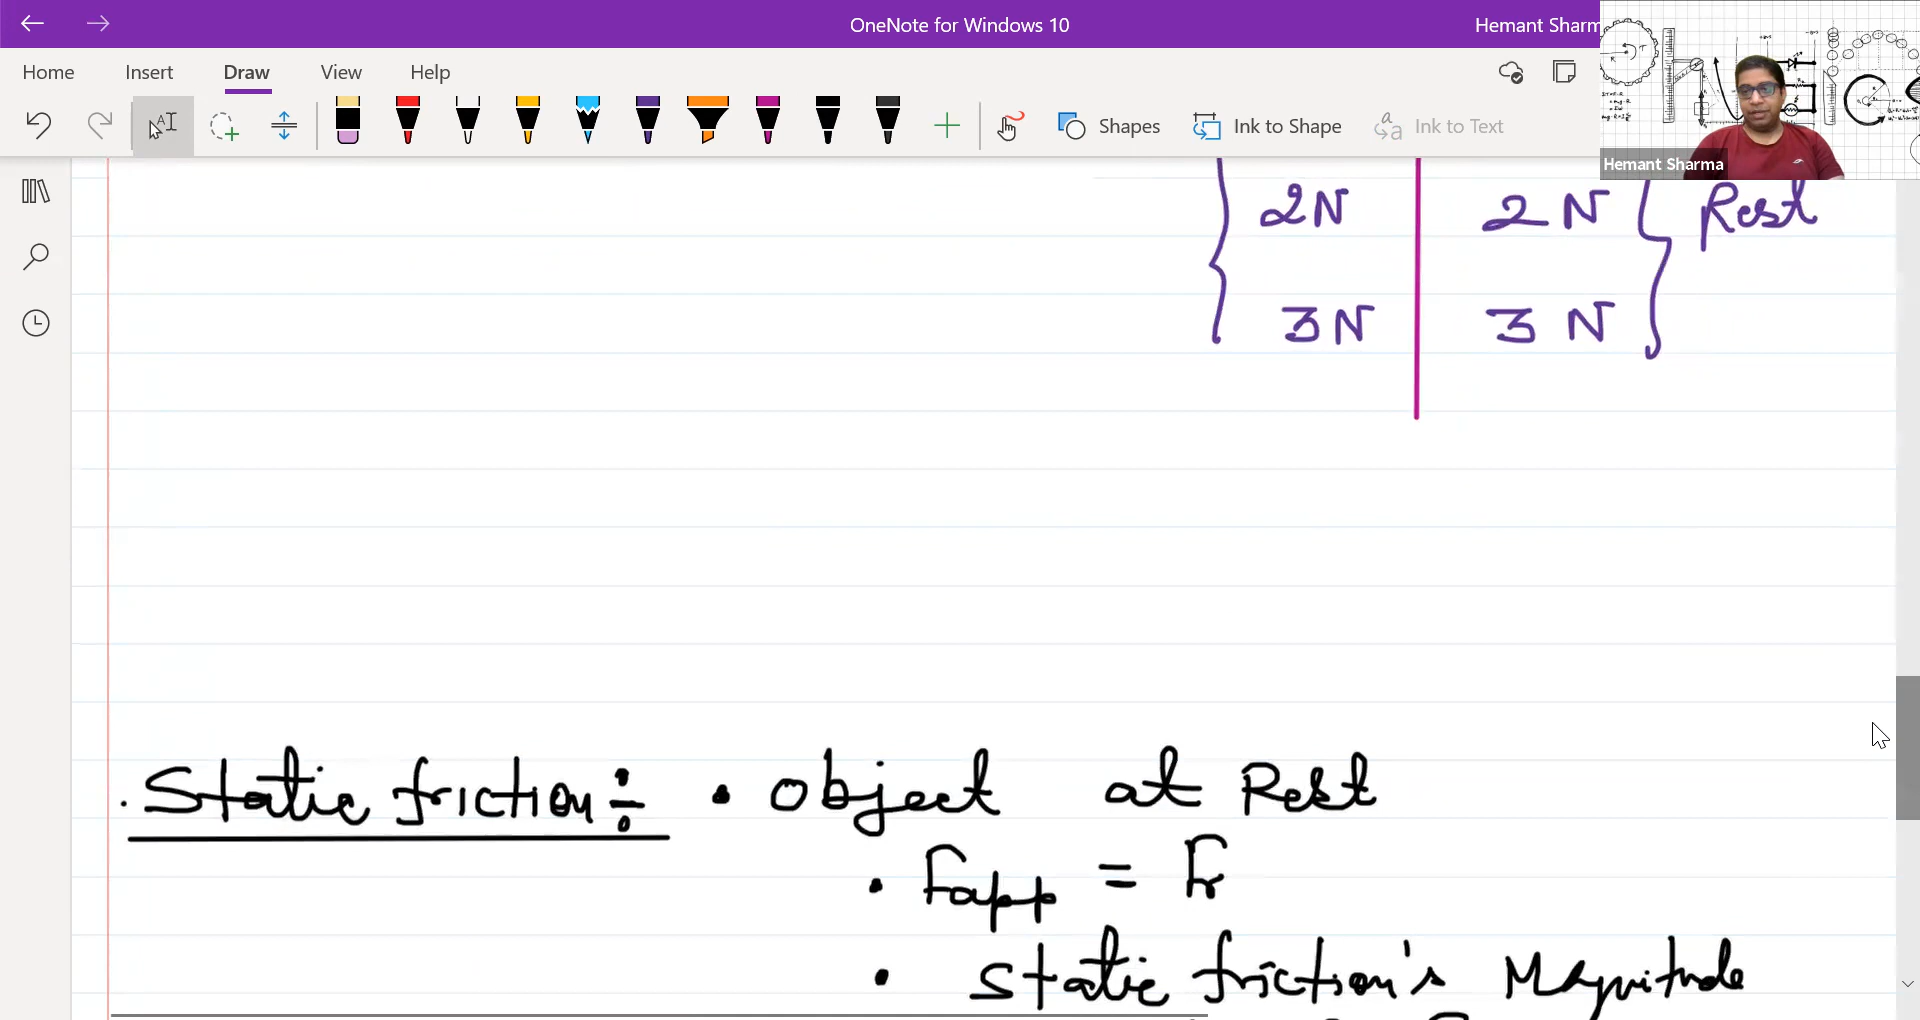 OneNote for Windows 10
Hemant Sharm
Home Insert Draw View Help
Shapes Ink to Shape Ink to Text
Hemant Sharma
2N 2N Rest
3N 3N
. Static friction ÷ • Object at Rest
• Fapp = Fr
• Static friction's Magnitude